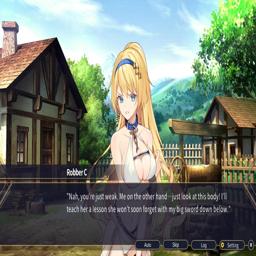 Robber C
"Nah, you're just weak. Me on the other hand—just look at this body! I'll
teach her a lesson she won't soon forget with my big sword down below."
Auto Skip Log Setting